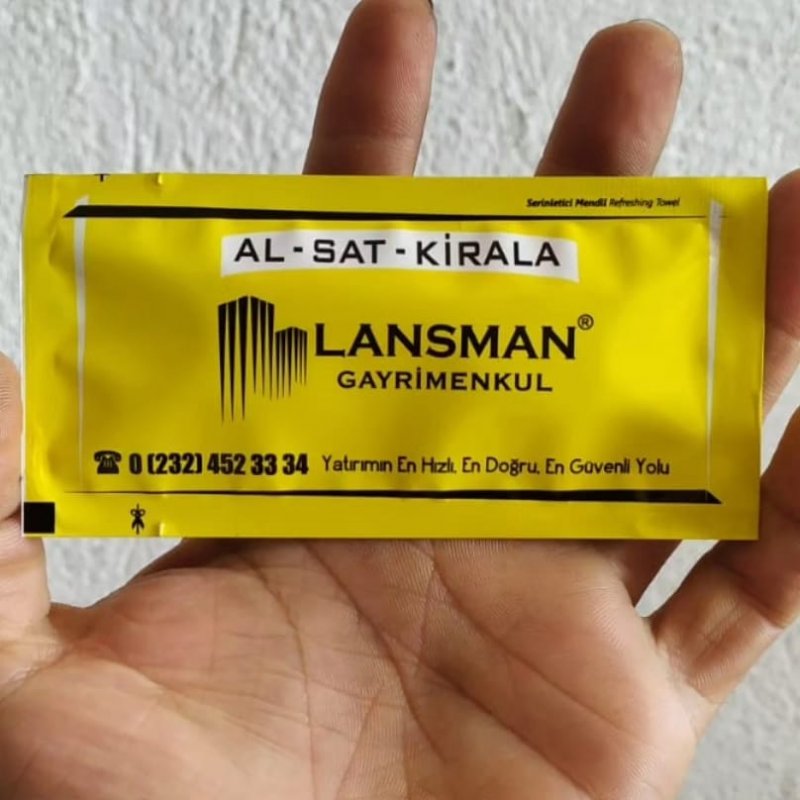 Serinletici Mendil Refreshing Towel
AL - SAT - KİRALA
LANSMAN®
GAYRİMENKUL
☎ 0 (232) 452 33 34 Yatırımın En Hızlı, En Doğru, En Güvenli Yolu